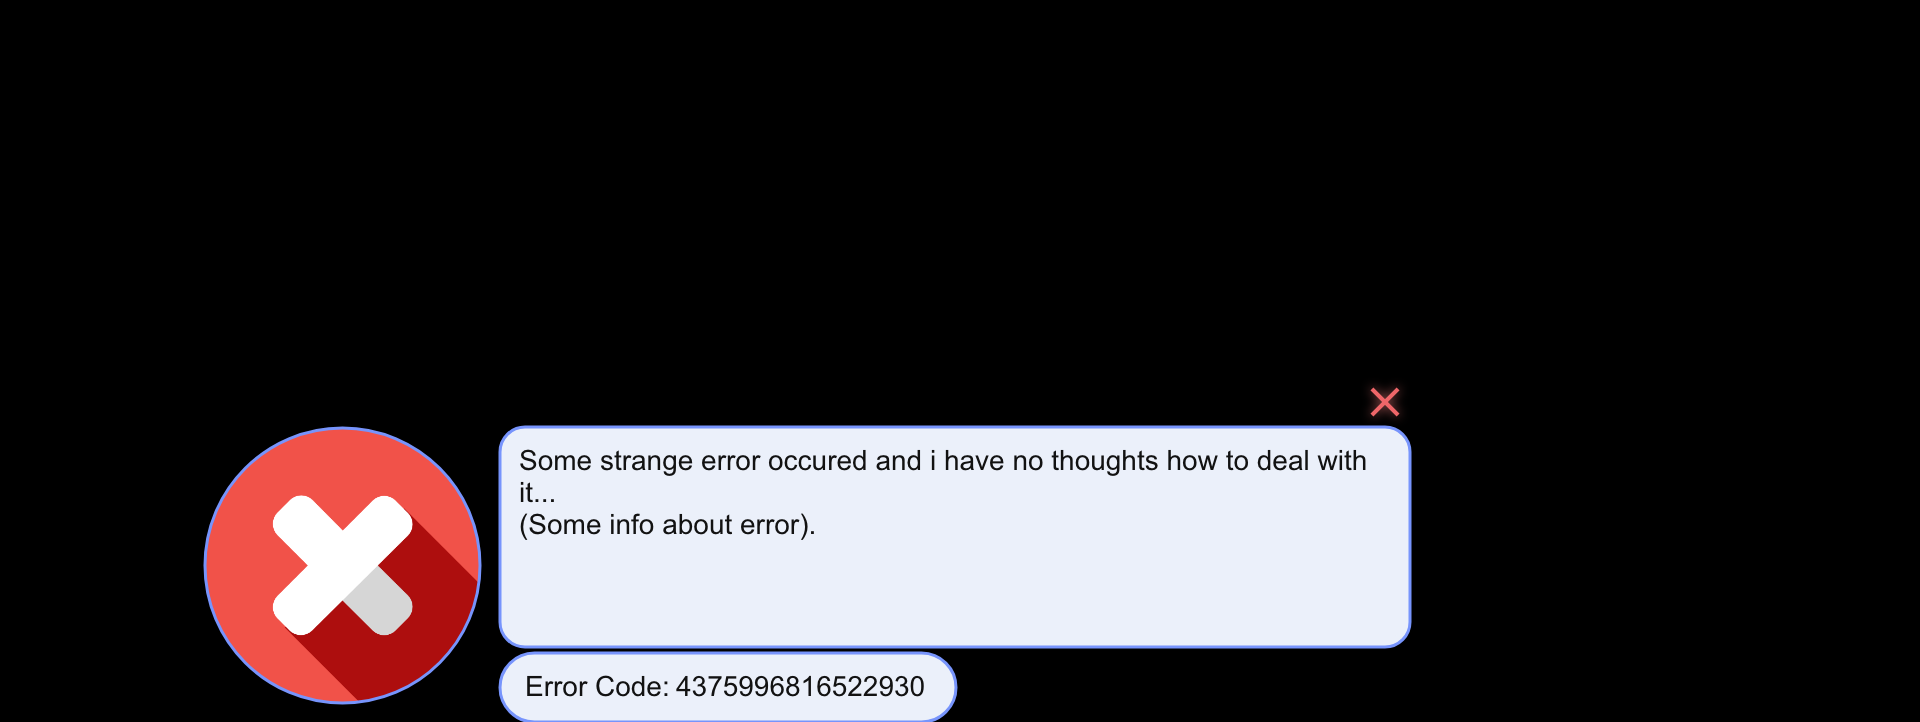 Some strange error occured and i have no thoughts how to deal with
it...
(Some info about error).
Error Code: 4375996816522930